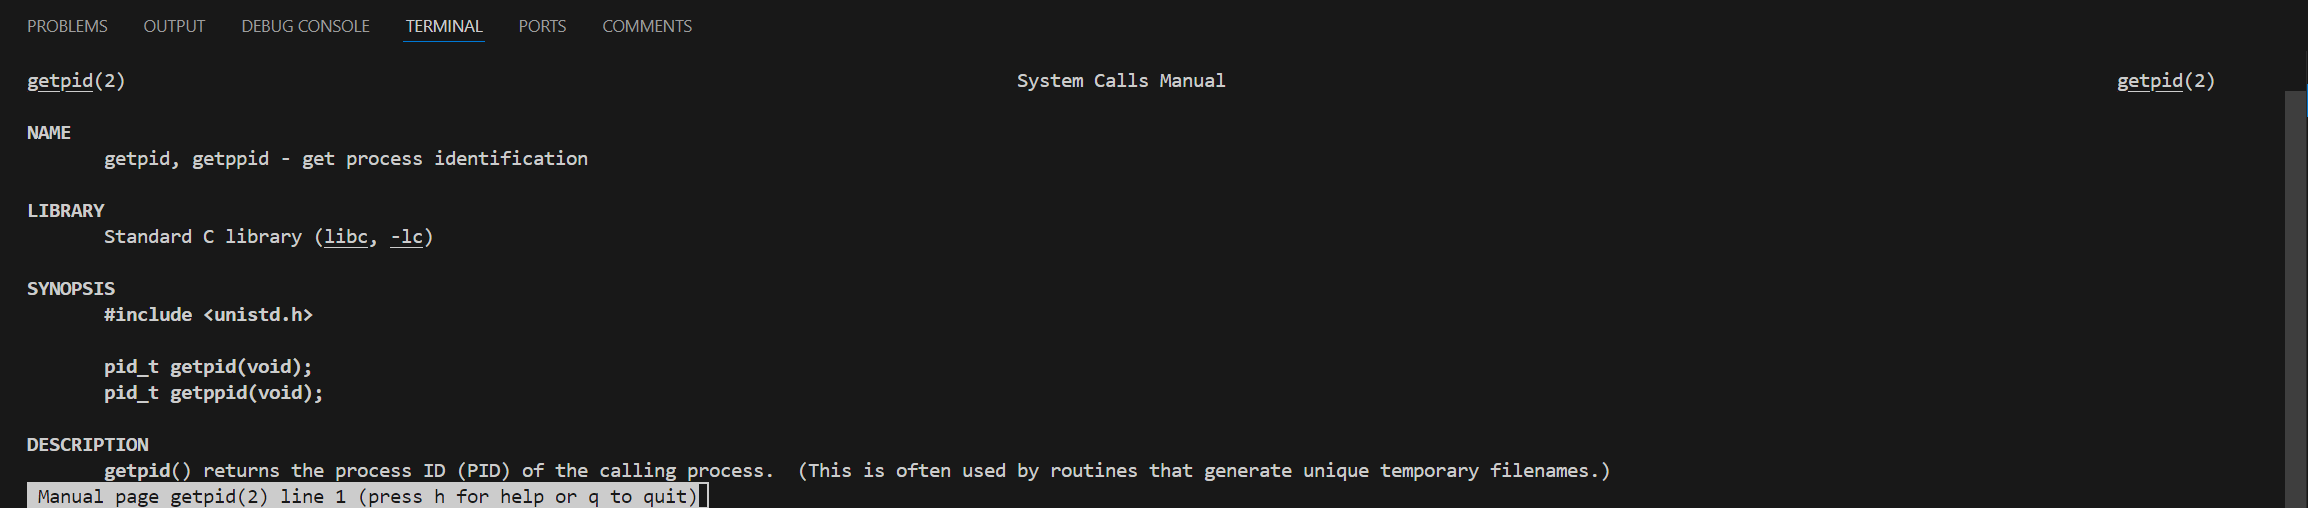 PROBLEMS OUTPUT DEBUG CONSOLE TERMINAL PORTS COMMENTS
getpid(2) System Calls Manual getpid(2)
NAME
getpid, getppid - get process identification
LIBRARY
Standard C library (libc, -lc)
SYNOPSIS
#include <unistd.h>
pid_t getpid(void);
pid_t getppid(void);
DESCRIPTION
getpid() returns the process ID (PID) of the calling process.  (This is often used by routines that generate unique temporary filenames.)
Manual page getpid(2) line 1 (press h for help or q to quit)